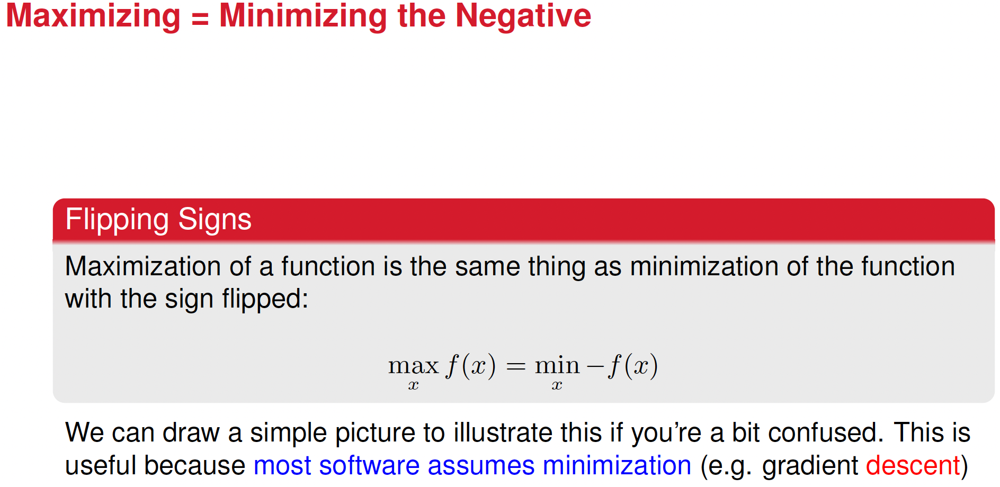 Maximizing = Minimizing the Negative
Flipping Signs
Maximization of a function is the same thing as minimization of the function
with the sign flipped:
max f(x) = min −f(x)
x x
We can draw a simple picture to illustrate this if you're a bit confused. This is
useful because most software assumes minimization (e.g. gradient descent)